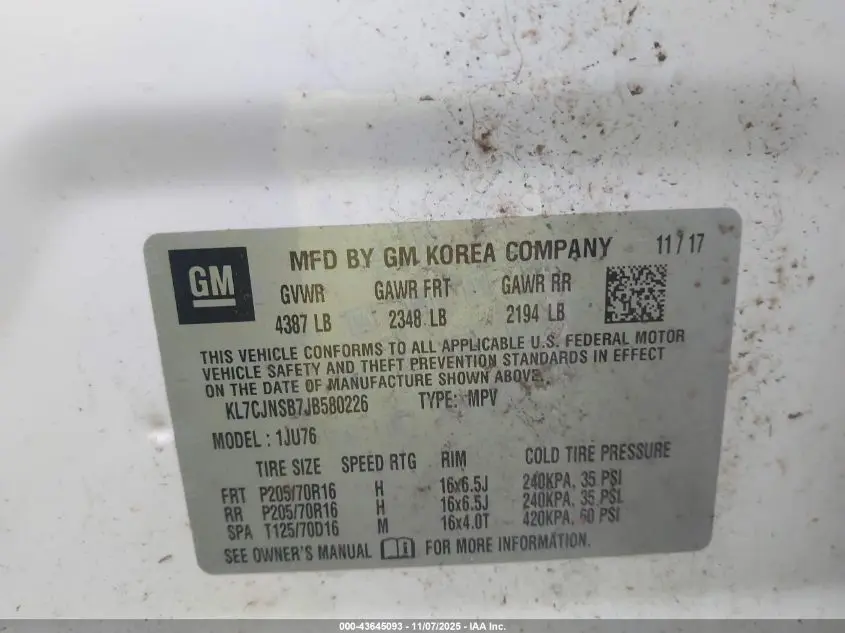 GM
MFD BY GM KOREA COMPANY 11/17
GVWR GAWR FRT GAWR RR
4387 LB 2348 LB 2194 LB
THIS VEHICLE CONFORMS TO ALL APPLICABLE U.S. FEDERAL MOTOR
VEHICLE SAFETY AND THEFT PREVENTION STANDARDS IN EFFECT
ON THE DATE OF MANUFACTURE SHOWN ABOVE.
KL7CJNSB7JB580226 TYPE: MPV
MODEL : 1JU76
TIRE SIZE SPEED RTG RIM COLD TIRE PRESSURE
FRT P205/70R16 H 16x6.5J 240KPA, 35 PSI
RR P205/70R16 H 16x6.5J 240KPA, 35 PSI
SPA T125/70D16 M 16x4.0T 420KPA, 60 PSI
SEE OWNER'S MANUAL FOR MORE INFORMATION.
000-43645093 - 11/07/2025 - IAA Inc.